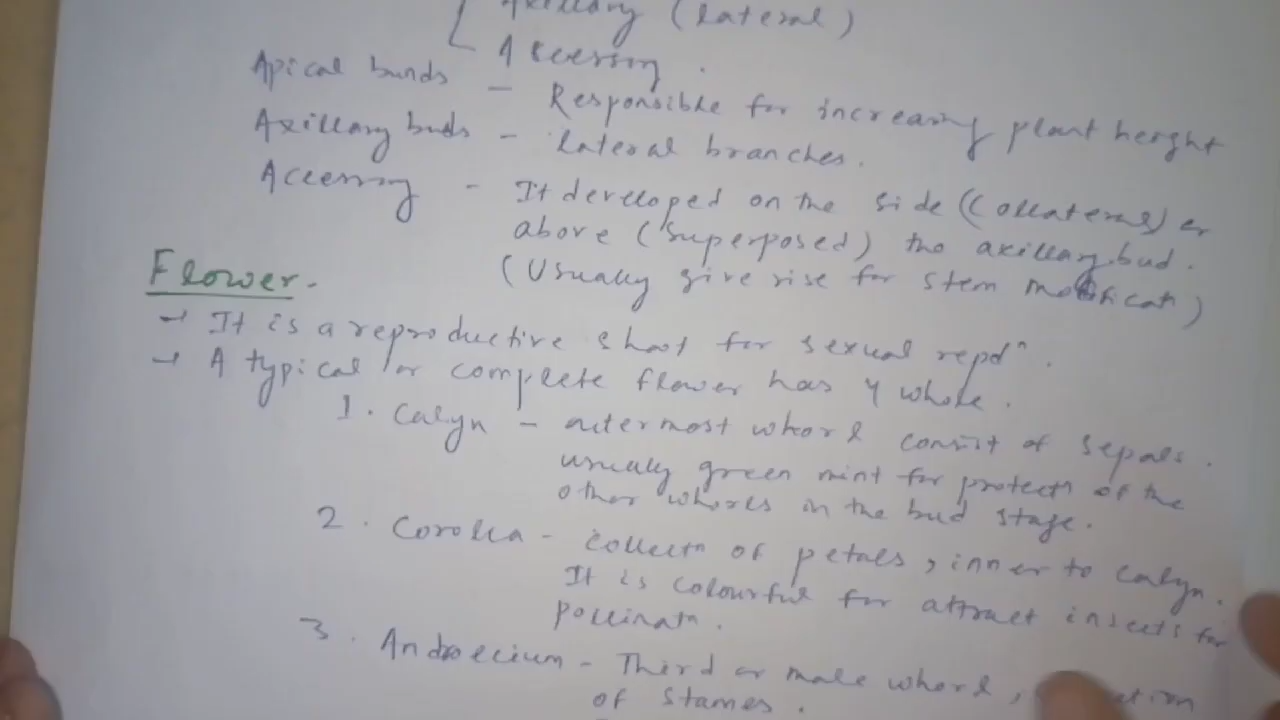 Axillary (lateral)
Accessory.
Apical bunds - Responsible for increasing plant height
Axillary buds - lateral branches.
Accessory - It developed on the side (Collateral) or
above (Superposed) the axillary bud.
(Usually give rise for stem modificatn)
Flower.
→ It is a reproductive shoot for sexual repdn.
→ A typical or complete flower has 4 whole.
1. Calyx - outermost whorl consist of sepals.
usually green mint for protectn of the
other whorls in the bud stage.
2. Corolla - collectn of petals, inner to calyx.
It is colourful for attract insects for
pollinatn.
3. Androecium - Third or male whorl,
of stames.